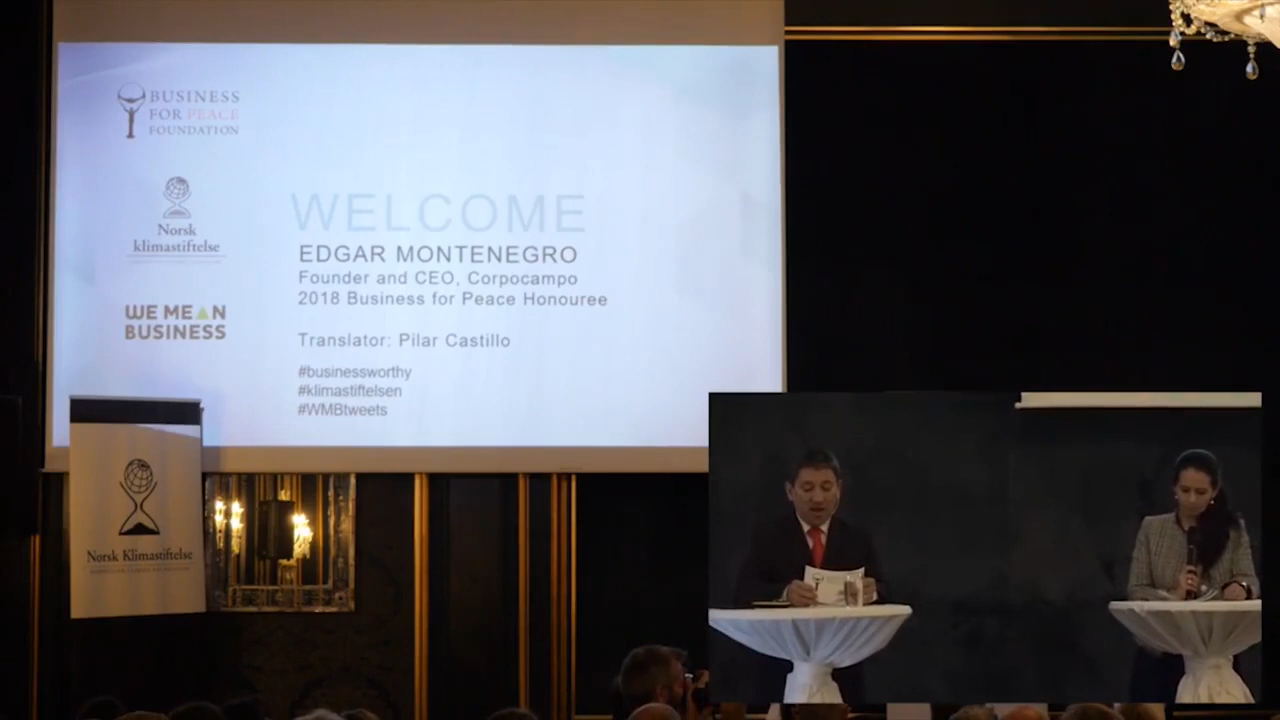 BUSINESS
FOR PEACE
FOUNDATION
Norsk
klimastiftelse
WE MEAN
BUSINESS
WELCOME
EDGAR MONTENEGRO
Founder and CEO, Corpocampo
2018 Business for Peace Honouree
Translator: Pilar Castillo
#businessworthy
#klimastiftelsen
#WMBtweets
Norsk Klimastiftelse